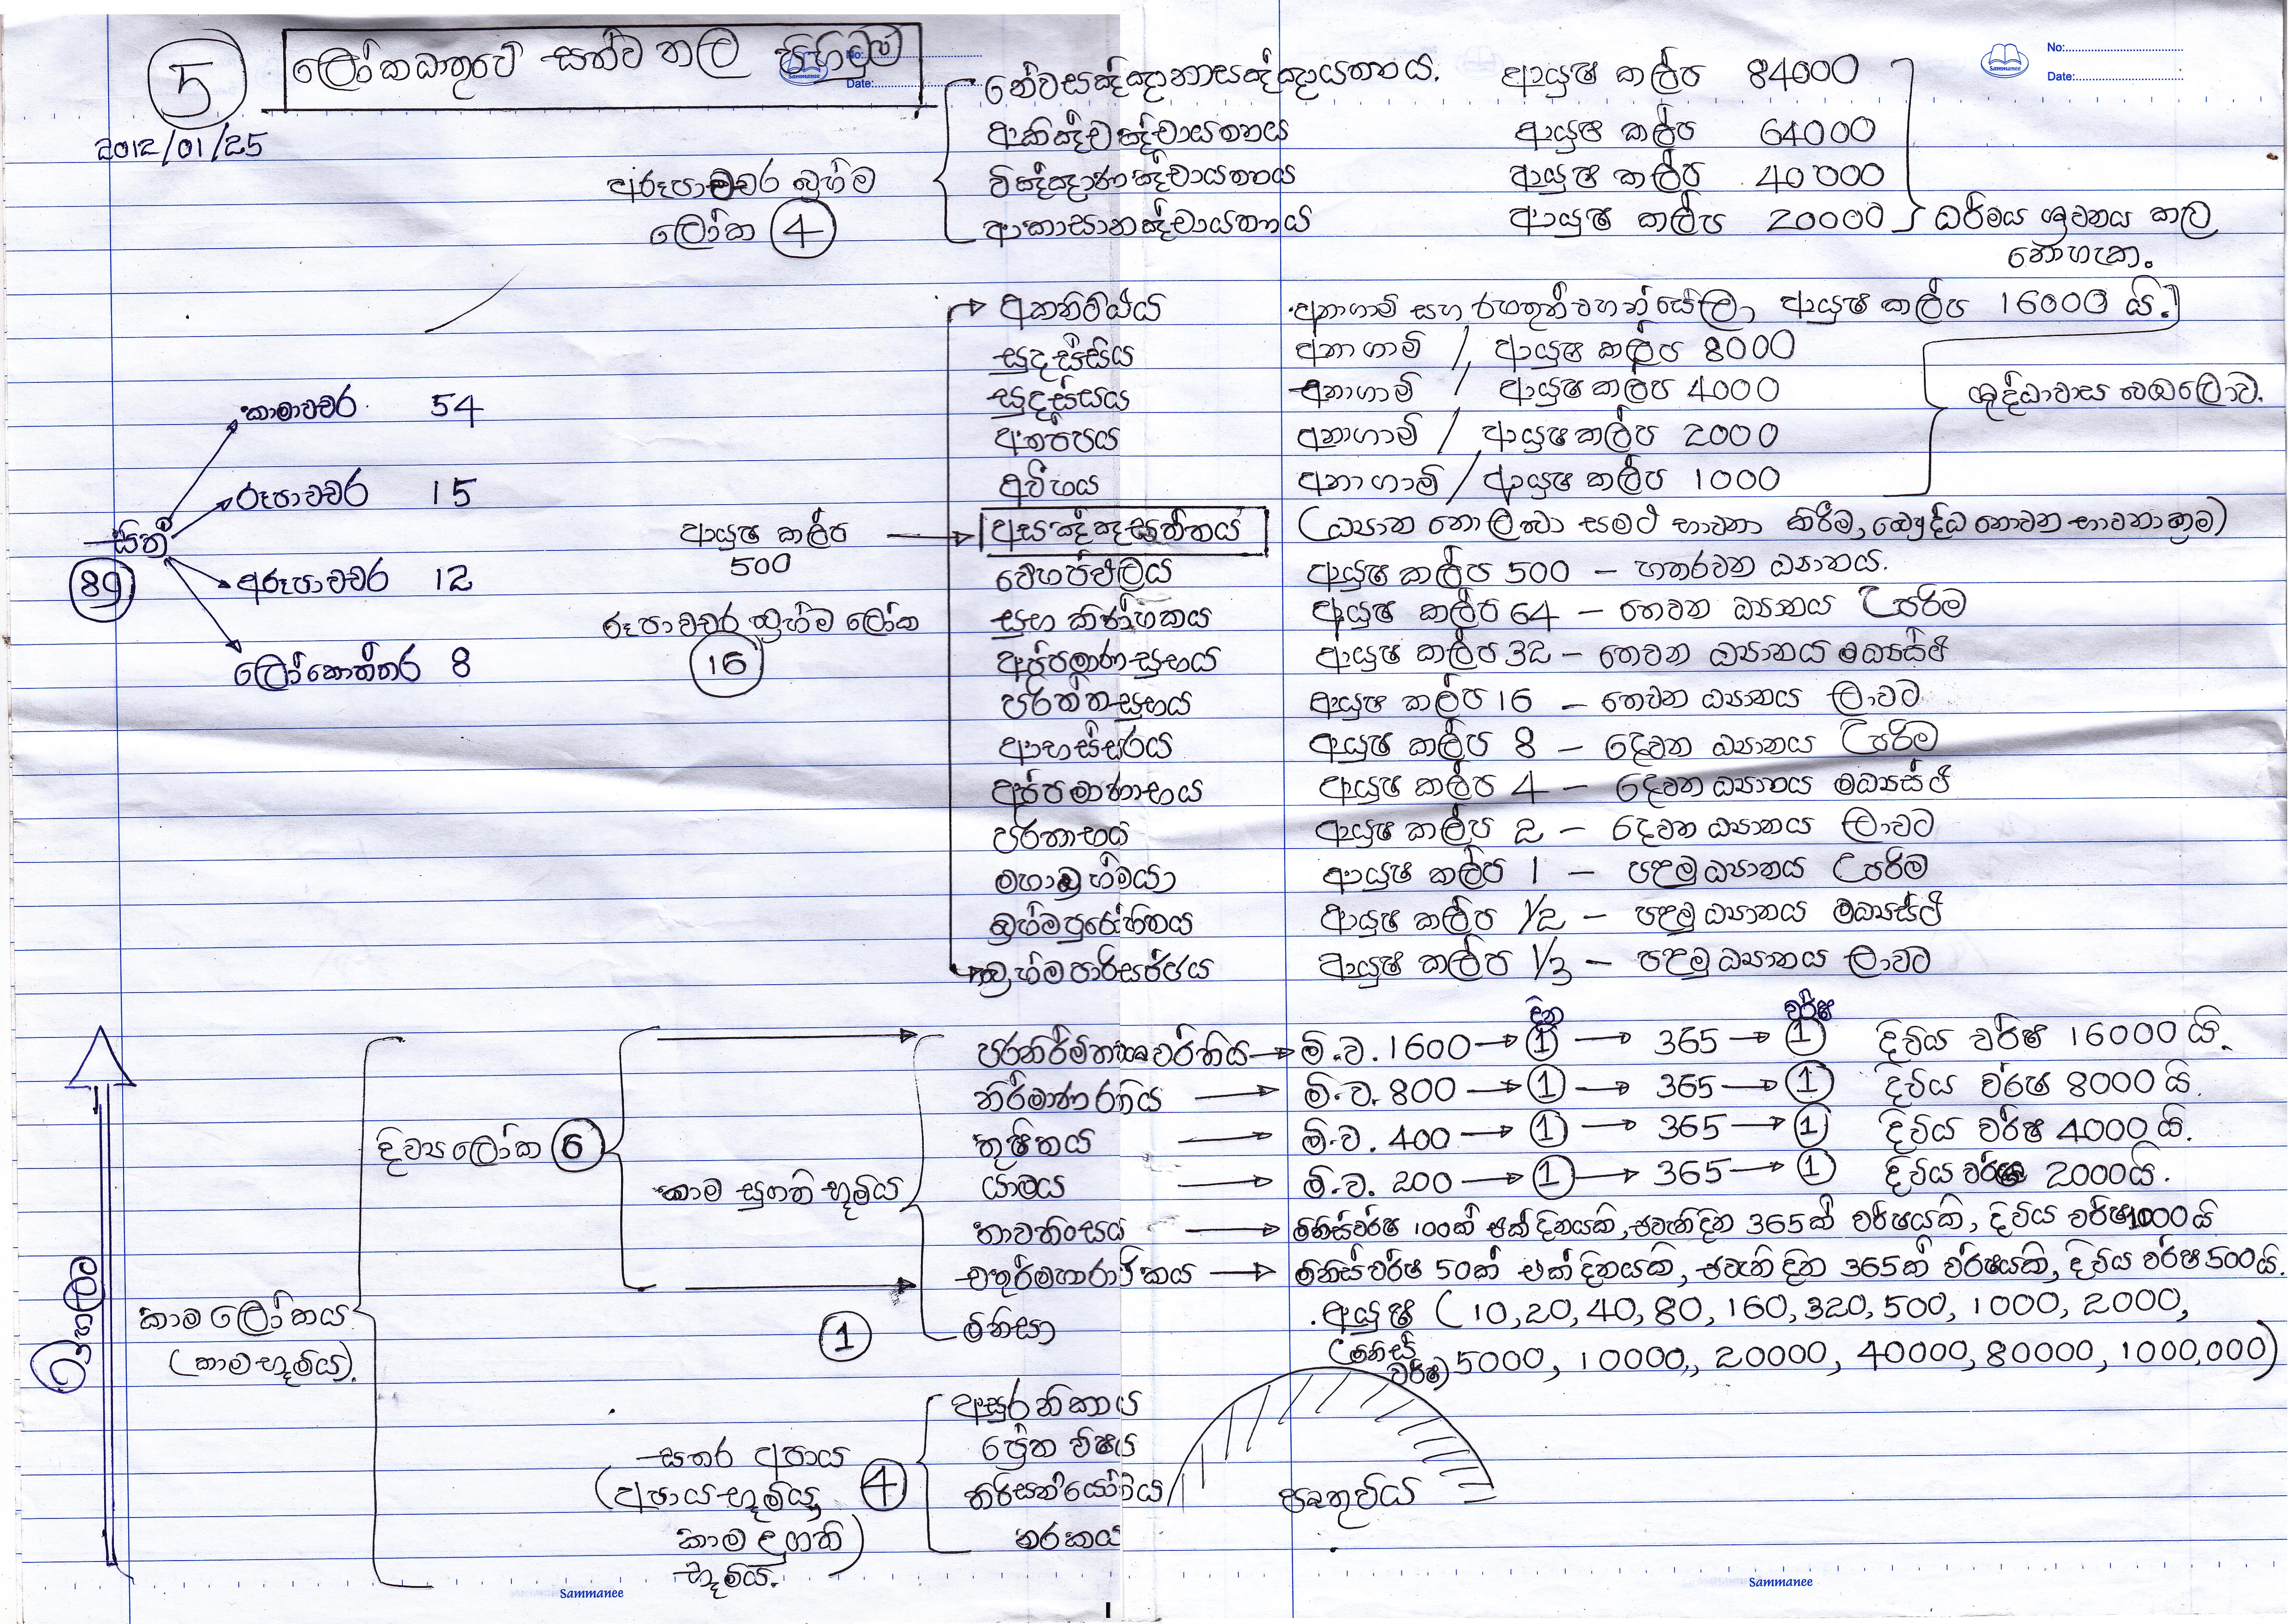 5 ලෝකධාතුවේ සත්ව තල පිහිටුම
No:
Date:
Sammanee
No:
Date:
Sammanee
2012/01/25
අරූපාවචර බ්‍රහ්ම
ලෝක 4
නේවසඤ්ඤානාසඤ්ඤායතනය. ආයුෂ කල්ප 84000
ආකිඤ්චඤ්චායතනය ආයුෂ කල්ප 64000
විඤ්ඤාණඤ්චායතනය ආයුෂ කල්ප 40000
ආකාසානඤ්චායතනය ආයුෂ කල්ප 20000
ධර්මය ශ්‍රවනය කල
නොහැක.
අකනිට්ඨය අනාගාමි සහ රහතුන් වහන්සේලා, ආයුෂ කල්ප 16000 යි.
සුදස්සිය අනාගාමි / ආයුෂ කල්ප 8000
සුදස්සය අනාගාමි / ආයුෂ කල්ප 4000
අතප්පය අනාගාමි / ආයුෂ කල්ප 2000
අවිහය අනාගාමි / ආයුෂ කල්ප 1000
ශුද්ධාවාස බඹලොව.
සිත් 89
කාමාවචර 54
රූපාවචර 15
අරූපාවචර 12
ලෝකොත්තර 8
ආයුෂ කල්ප
500
අසඤ්ඤසත්තය (ධ්‍යාන නොලබා සමථ භාවනා කිරීම, බෞද්ධ නොවන භාවනා ක්‍රම)
රූපාවචර බ්‍රහ්ම ලෝක
16
වේහප්ඵලය ආයුෂ කල්ප 500 – හතරවන ධ්‍යානය.
සුභ කිණ්හකය ආයුෂ කල්ප 64 – තෙවන ධ්‍යානය උපරිම
අප්පමාණසුභය ආයුෂ කල්ප 32 – තෙවන ධ්‍යානය මධ්‍යස්ථ
පරිත්තසුභය ආයුෂ කල්ප 16 – තෙවන ධ්‍යානය ලාවට
ආභස්සරය ආයුෂ කල්ප 8 – දෙවන ධ්‍යානය උපරිම
අප්පමාණාභය ආයුෂ කල්ප 4 – දෙවන ධ්‍යානය මධ්‍යස්ථ
පරිතාභය ආයුෂ කල්ප 2 – දෙවන ධ්‍යානය ලාවට
මහාබ්‍රහ්මයා ආයුෂ කල්ප 1 – පළමු ධ්‍යානය උපරිම
බ්‍රහ්මපුරෝහිතය ආයුෂ කල්ප 1/2 – පළමු ධ්‍යානය මධ්‍යස්ථ
බ්‍රහ්මපාරිසජ්ජය ආයුෂ කල්ප 1/3 – පළමු ධ්‍යානය ලාවට
ඉහලට
කාම ලෝකය
(කාම භූමිය).
දිව්‍ය ලෝක 6
කාම සුගති භූමිය
දින වර්ෂ
පරනිර්මිතවසවර්තිය මි.ව. 1600 1 365 1 දිව්ය වර්ෂ 16000 යි.
නිර්මාණරතිය මි.ව. 800 1 365 1 දිව්ය වර්ෂ 8000 යි.
තුෂිතය මි.ව. 400 1 365 1 දිව්ය වර්ෂ 4000 යි.
යාමය මි.ව. 200 1 365 1 දිව්ය වර්ෂ 2000 යි.
තාවතිංසය මිනිස්වර්ෂ 100ක් එක් දිනයකි, එවැනි දින 365ක් වර්ෂයකි, දිව්ය වර්ෂ 1000 යි
චතුර්මහාරාජිකය මිනිස් වර්ෂ 50ක් එක් දිනයකි, එවැනි දින 365ක් වර්ෂයකි, දිව්ය වර්ෂ 500 යි.
1 මිනිසා ආයුෂ (10, 20, 40, 80, 160, 320, 500, 1000, 2000,
(මිනිස් වර්ෂ) 5000, 10000, 20000, 40000, 80000, 1000,000)
සතර අපාය
(අපාය භූමිය, 4
කාම දුගති)
භූමිය.
අසුර නිකාය
ප්‍රේත විෂය
තිරිසන් යෝනිය
නරකය
පෘතුවිය
Sammanee
Sammanee